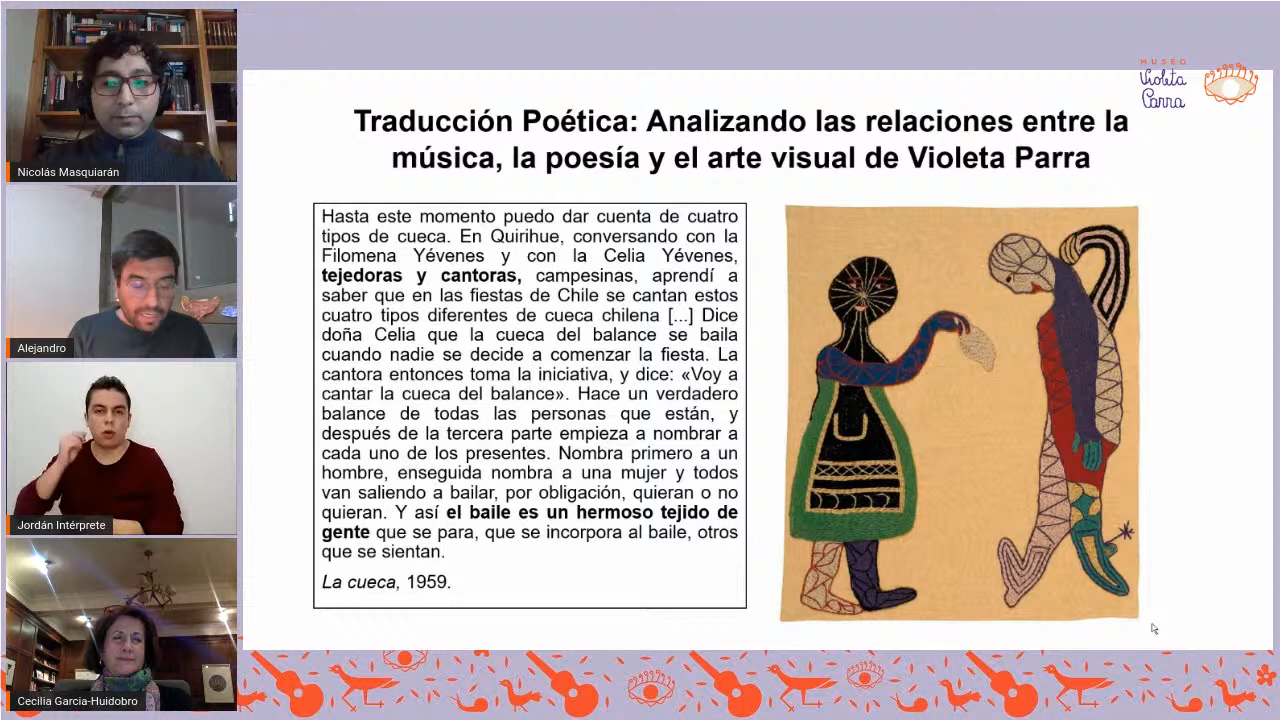 MUSEO
Violeta
Parra
Traducción Poética: Analizando las relaciones entre la
música, la poesía y el arte visual de Violeta Parra
Hasta este momento puedo dar cuenta de cuatro
tipos de cueca. En Quirihue, conversando con la
Filomena Yévenes y con la Celia Yévenes,
tejedoras y cantoras, campesinas, aprendí a
saber que en las fiestas de Chile se cantan estos
cuatro tipos diferentes de cueca chilena [...] Dice
doña Celia que la cueca del balance se baila
cuando nadie se decide a comenzar la fiesta. La
cantora entonces toma la iniciativa, y dice: «Voy a
cantar la cueca del balance». Hace un verdadero
balance de todas las personas que están, y
después de la tercera parte empieza a nombrar a
cada uno de los presentes. Nombra primero a un
hombre, enseguida nombra a una mujer y todos
van saliendo a bailar, por obligación, quieran o no
quieran. Y así el baile es un hermoso tejido de
gente que se para, que se incorpora al baile, otros
que se sientan.
La cueca, 1959.
Nicolás Masquiarán
Alejandro
Jordán Intérprete
Cecilia Garcia-Huidobro